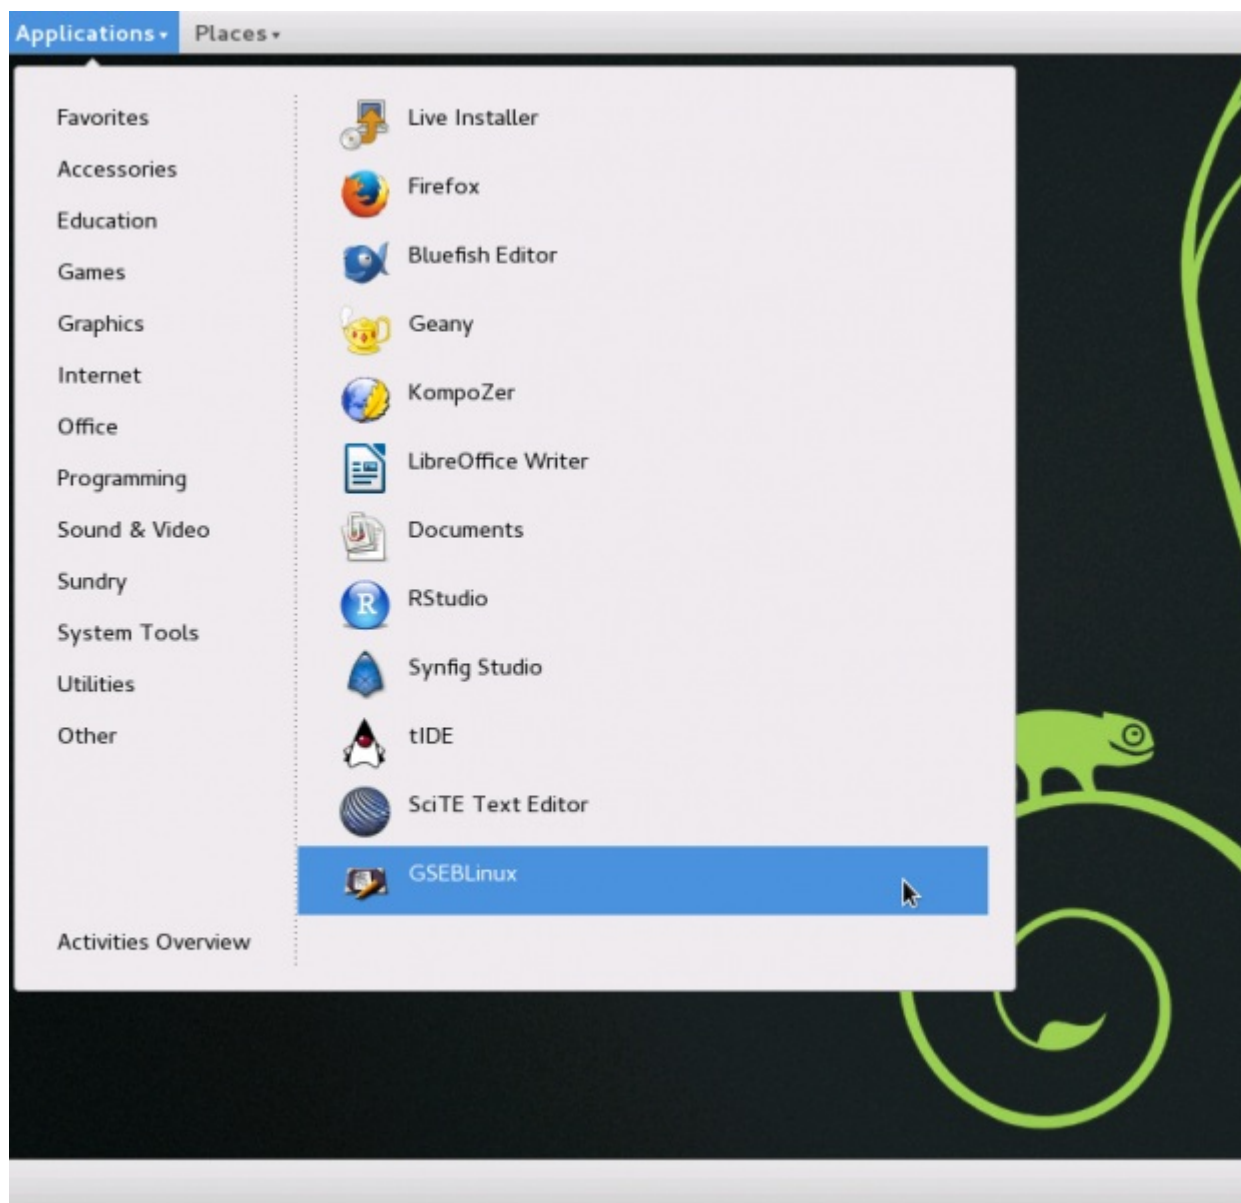 Applications Places
Favorites
Accessories
Education
Games
Graphics
Internet
Office
Programming
Sound & Video
Sundry
System Tools
Utilities
Other
Activities Overview
Live Installer
Firefox
Bluefish Editor
Geany
KompoZer
LibreOffice Writer
Documents
R RStudio
Synfig Studio
tIDE
SciTE Text Editor
GSEBLinux